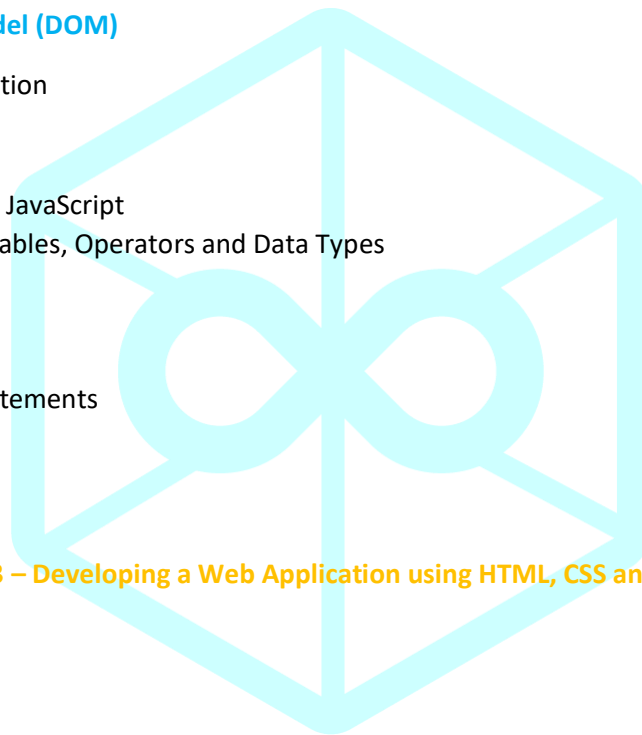 del (DOM)
tion
JavaScript
ables, Operators and Data Types
tements
3 – Developing a Web Application using HTML, CSS an